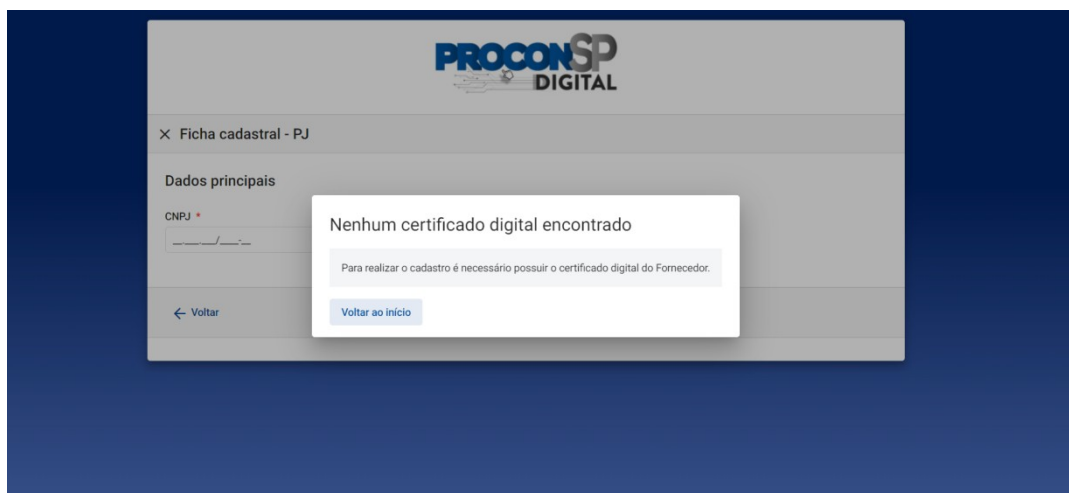 PROCONSP
DIGITAL
× Ficha cadastral - PJ
Dados principais
CNPJ *
__.___.___/____-__
Nenhum certificado digital encontrado
Para realizar o cadastro é necessário possuir o certificado digital do Fornecedor.
Voltar ao início
← Voltar